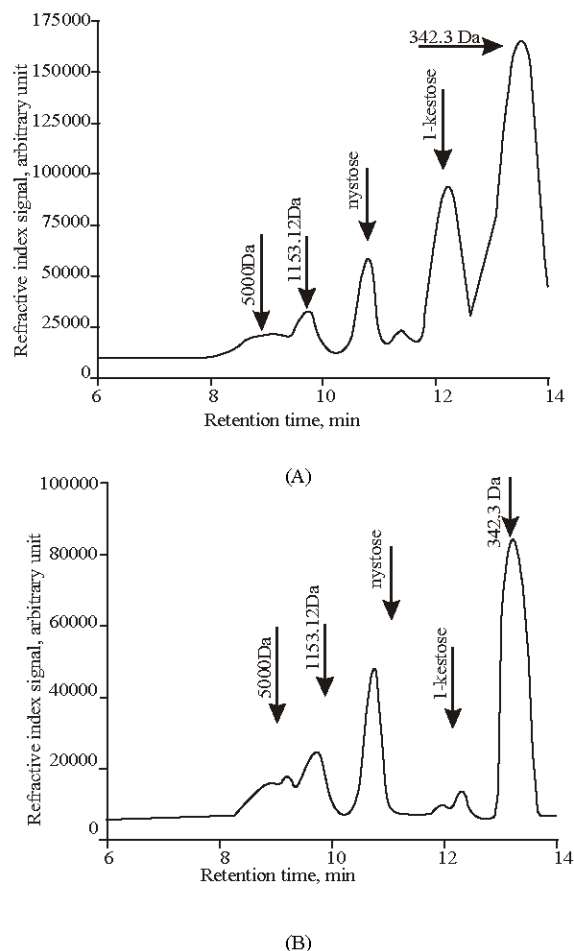 175000
150000
125000
100000
75000
50000
25000
0
Refractive index signal, arbitrary unit
5000Da
1153.12Da
nystose
1-kestose
342.3 Da
6
8
10
12
14
Retention time, min
(A)
100000
80000
60000
40000
20000
0
Refractive index signal, arbitrary unit
5000Da
1153.12Da
nystose
1-kestose
342.3 Da
6
8
10
12
14
Retention time, min
(B)